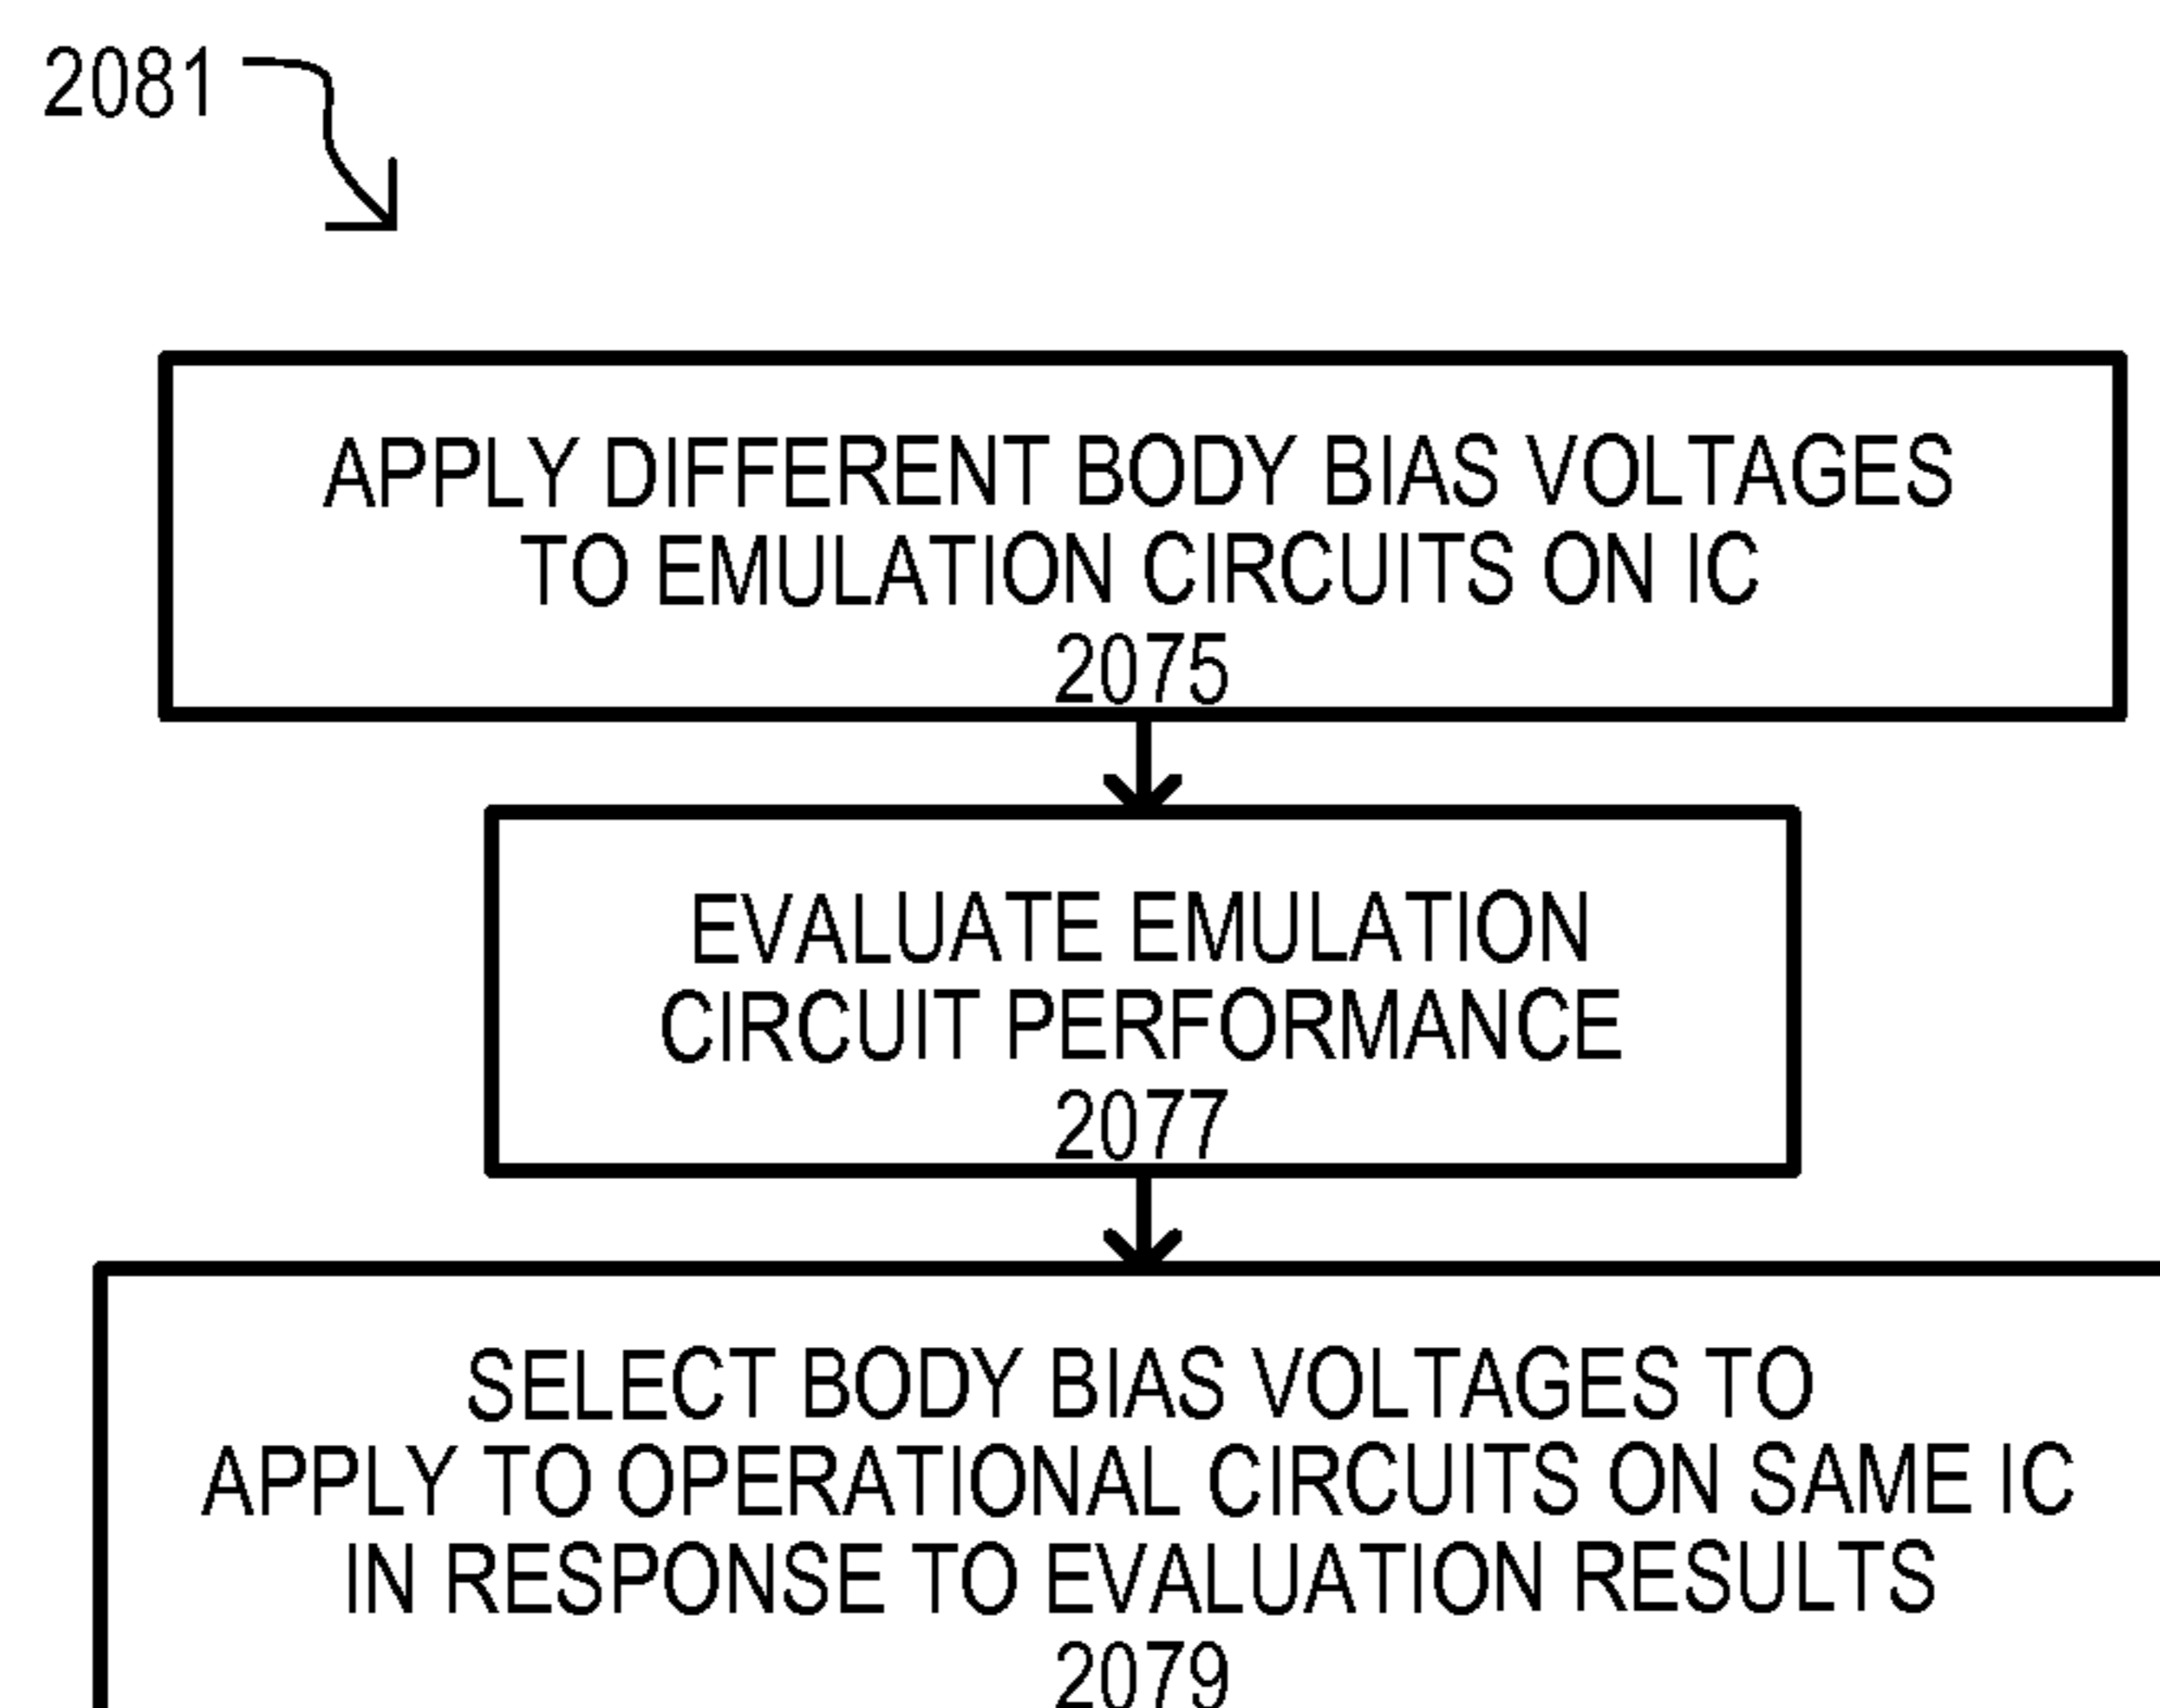 2081
APPLY DIFFERENT BODY BIAS VOLTAGES
TO EMULATION CIRCUITS ON IC
2075
EVALUATE EMULATION
CIRCUIT PERFORMANCE
2077
SELECT BODY BIAS VOLTAGES TO
APPLY TO OPERATIONAL CIRCUITS ON SAME IC
IN RESPONSE TO EVALUATION RESULTS
2079